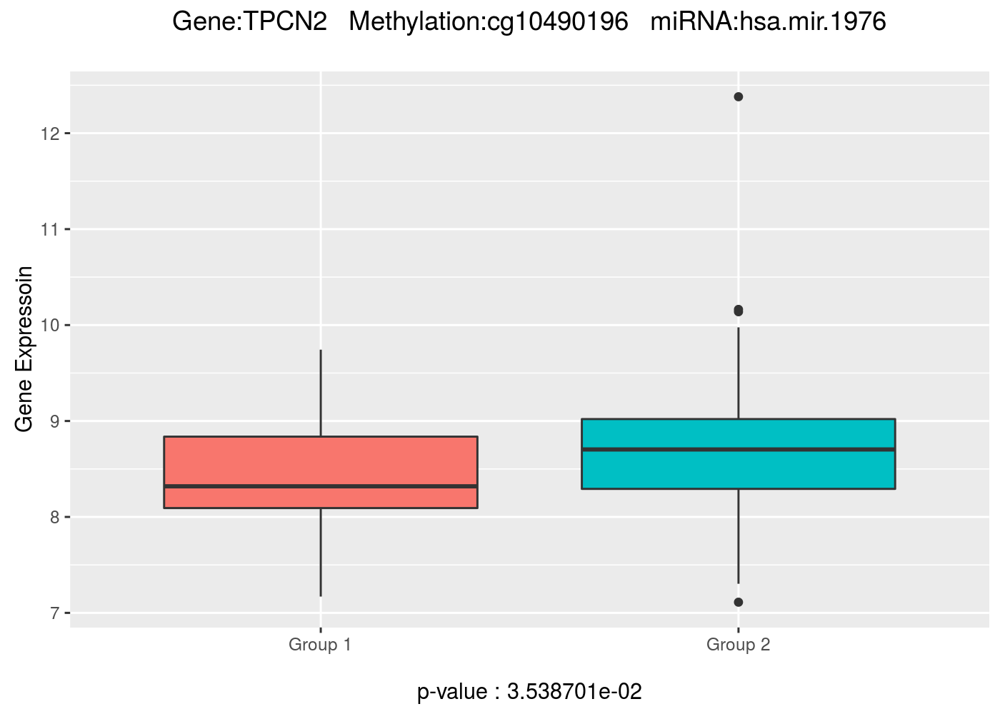 Gene:TPCN2   Methylation:cg10490196   miRNA:hsa.mir.1976
12
11
10
9
8
7
Gene Expressoin
Group 1
Group 2
p-value : 3.538701e-02